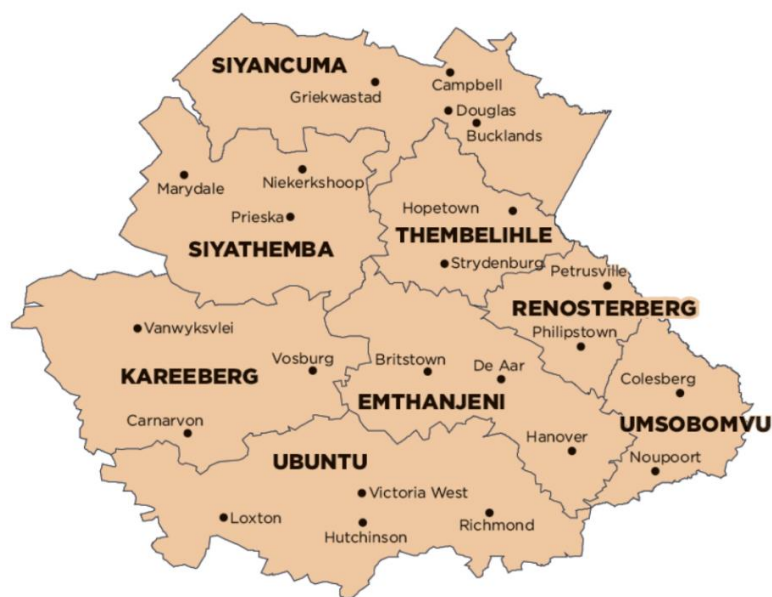 SIYANCUMA
Griekwastad
Campbell
Douglas
Bucklands
Marydale
Niekerkshoop
Prieska
SIYATHEMBA
Hopetown
THEMBELIHLE
Strydenburg
Petrusville
RENOSTERBERG
Philipstown
Vanwyksvlei
Vosburg
KAREEBERG
Carnarvon
Britstown
De Aar
EMTHANJENI
Hanover
Colesberg
UMSOBOMVU
Noupoort
UBUNTU
Victoria West
Loxton
Hutchinson
Richmond